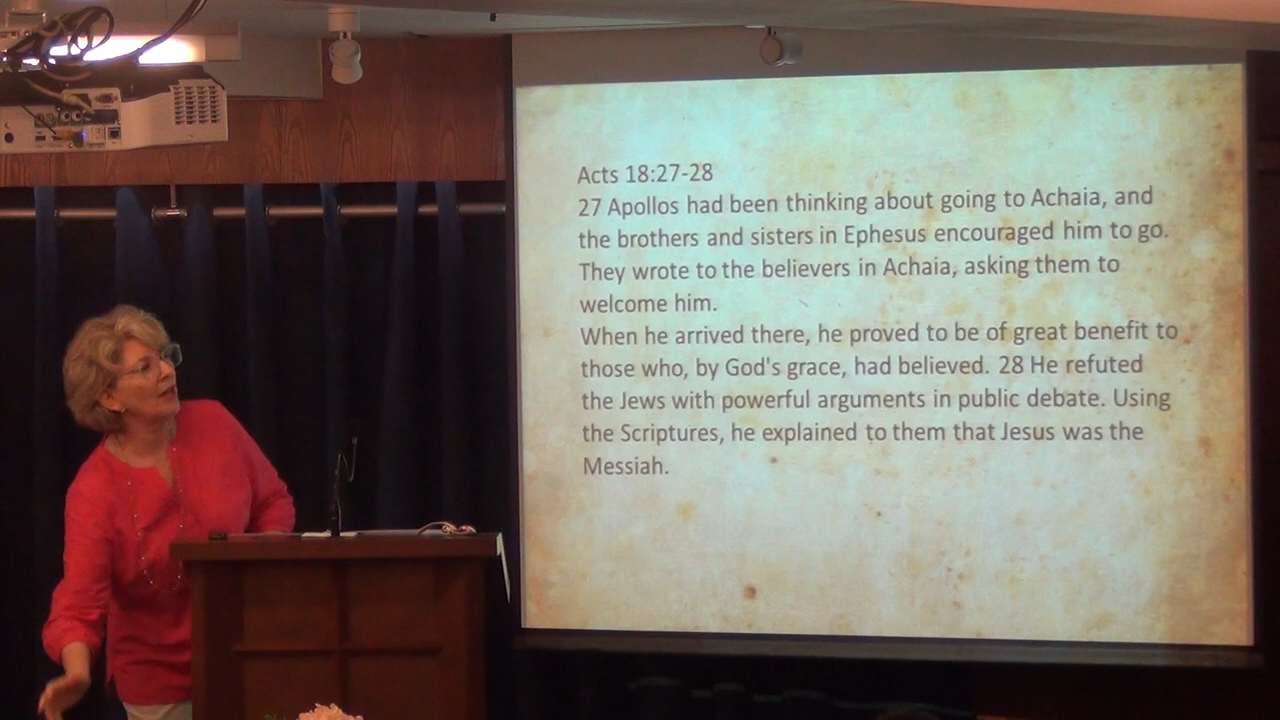 Acts 18:27-28
27 Apollos had been thinking about going to Achaia, and
the brothers and sisters in Ephesus encouraged him to go.
They wrote to the believers in Achaia, asking them to
welcome him.
When he arrived there, he proved to be of great benefit to
those who, by God's grace, had believed. 28 He refuted
the Jews with powerful arguments in public debate. Using
the Scriptures, he explained to them that Jesus was the
Messiah.